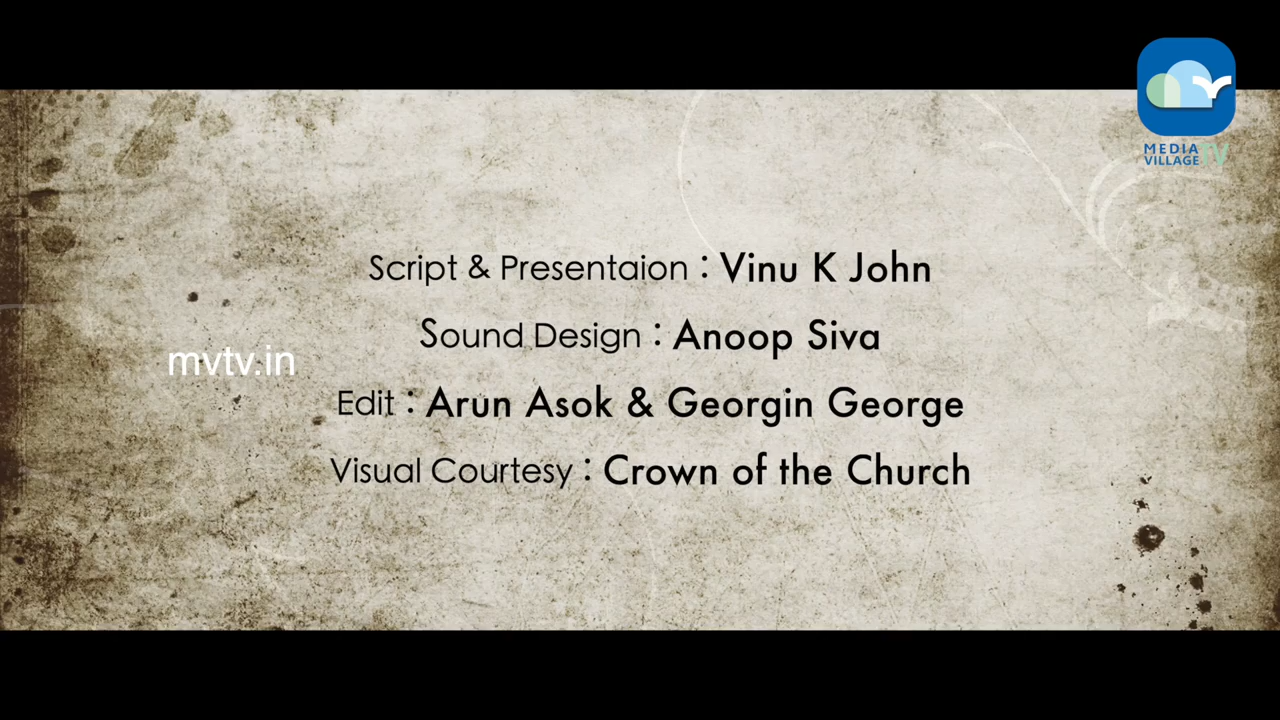 MEDIA
VILLAGE TV
Script & Presentaion : Vinu K John
Sound Design : Anoop Siva
mvtv.in
Edit : Arun Asok & Georgin George
Visual Courtesy : Crown of the Church